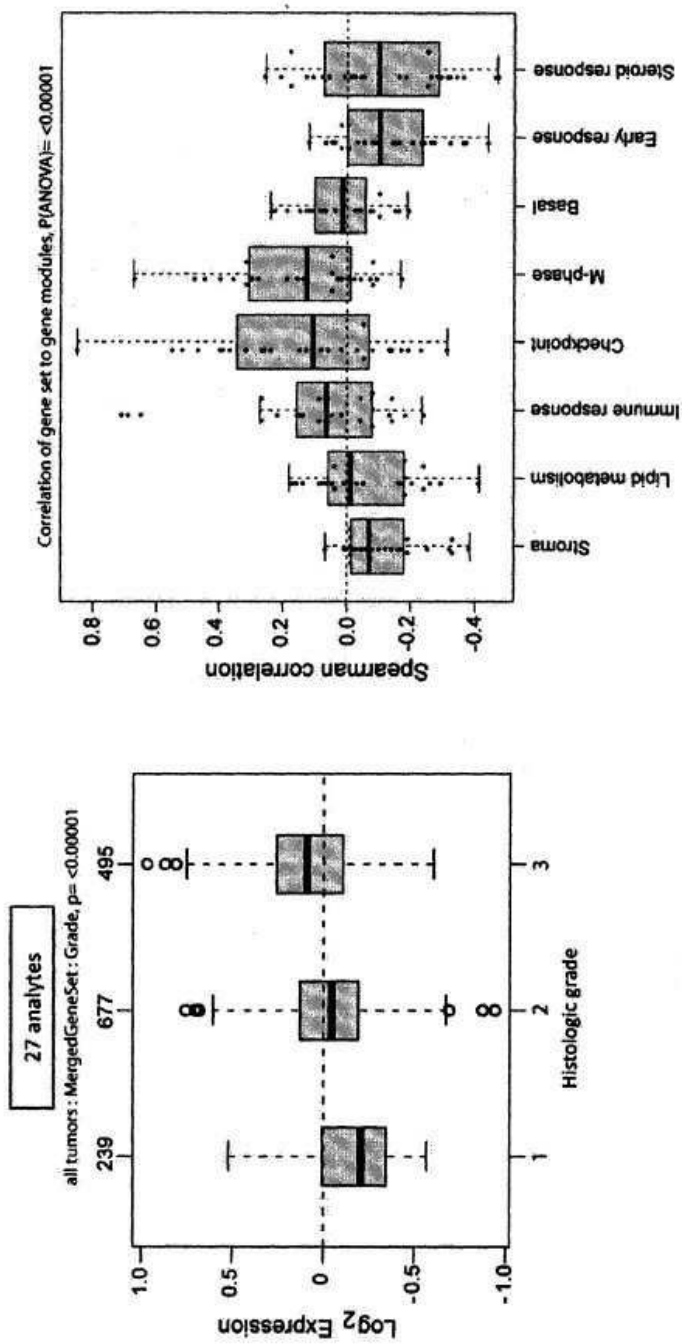 27 analytes
all tumors : MergedGeneSet : Grade, p= <0.00001
239 677 495
1.0
0.5
0
-0.5
-1.0
Log2 Expression
1 2 3
Histologic grade
Correlation of gene set to gene modules, P(ANOVA)= <0.00001
0.8
0.6
0.4
0.2
0.0
-0.2
-0.4
Spearman correlation
Stroma
Lipid metabolism
Immune response
Checkpoint
M-phase
Basal
Early response
Steroid response